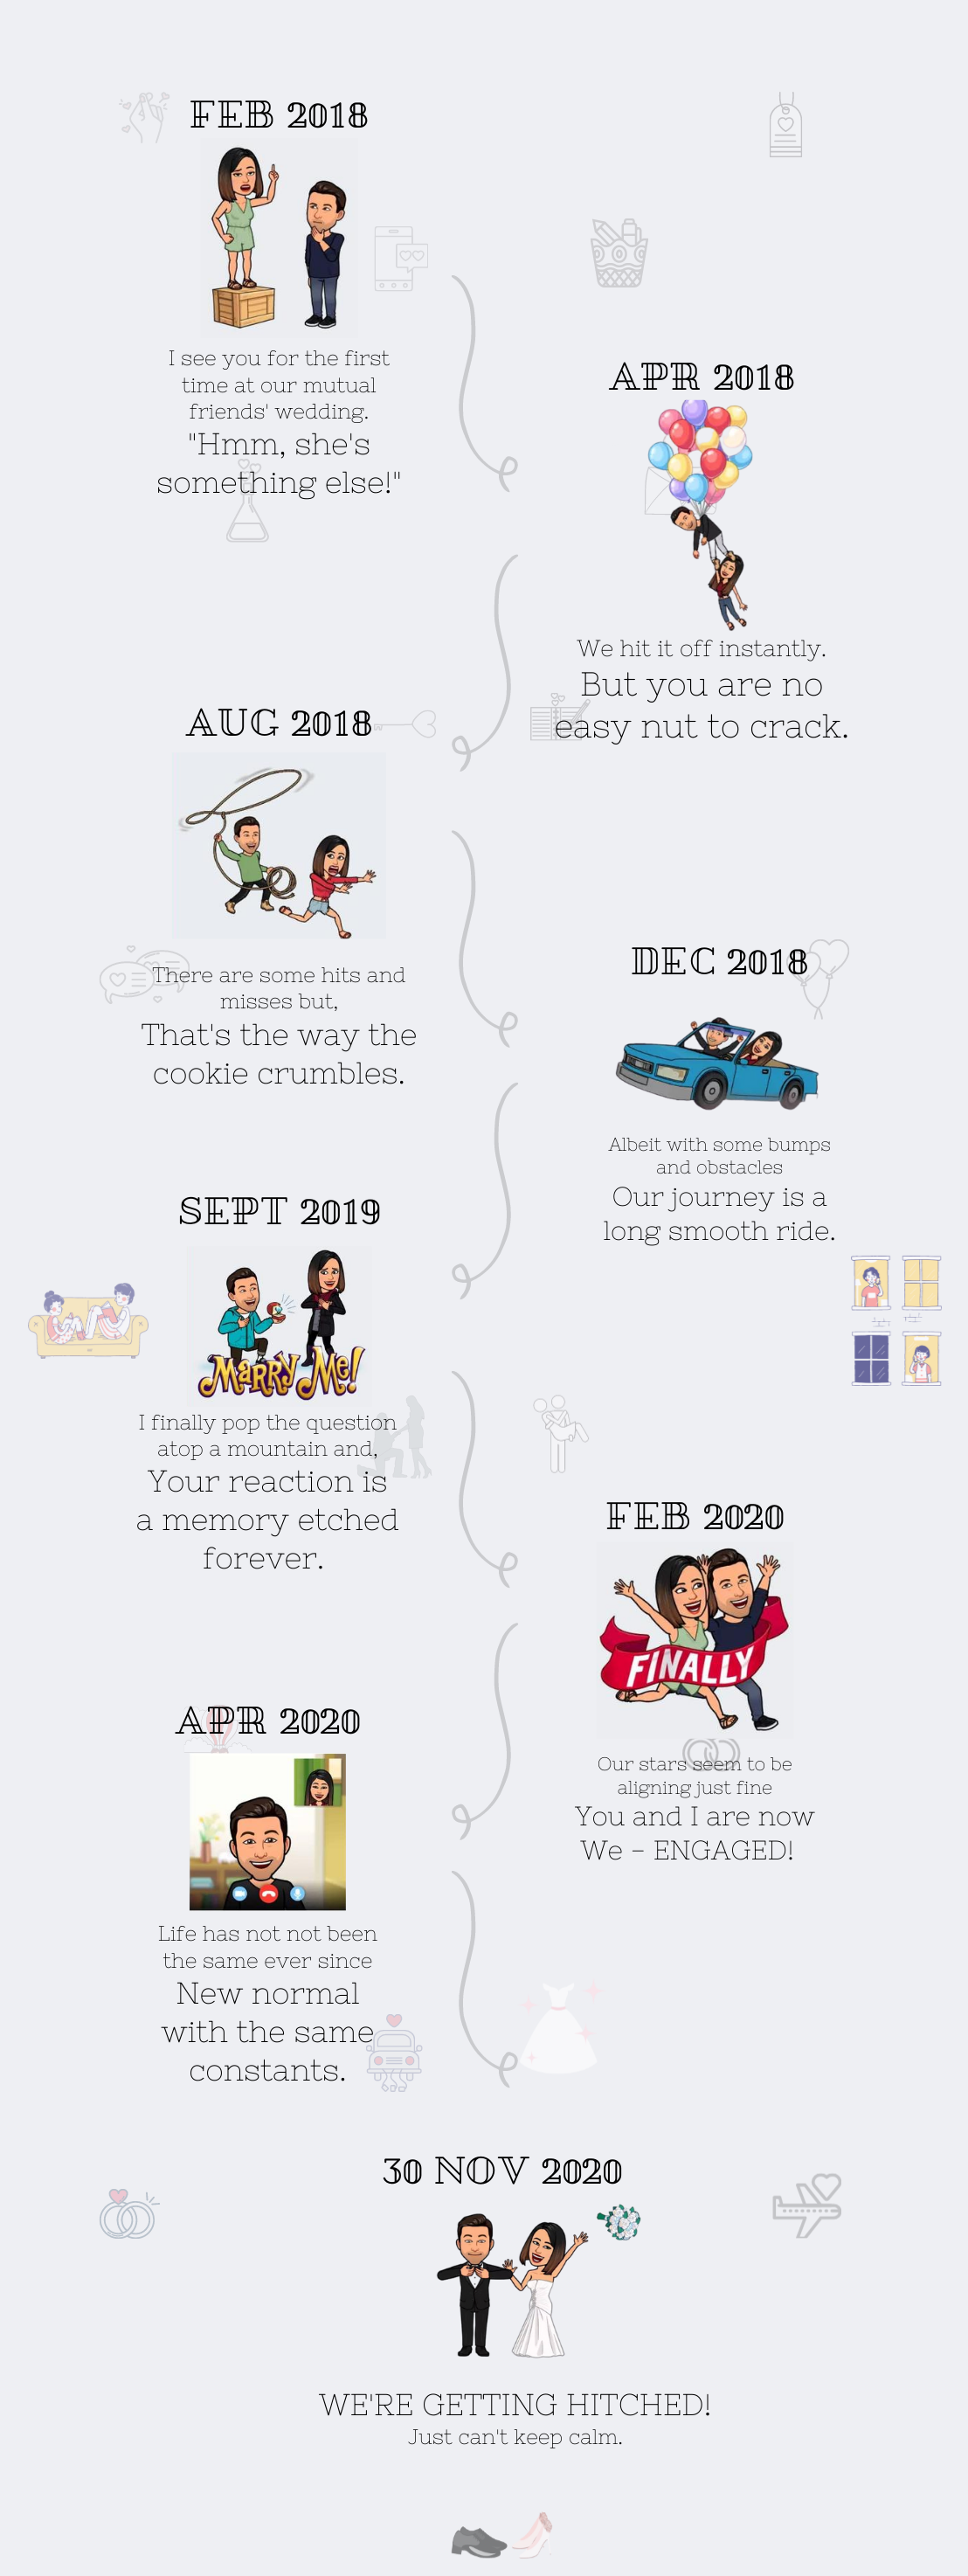 FEB 2018
I see you for the first
time at our mutual
friends' wedding.
"Hmm, she's
something else!"
APR 2018
We hit it off instantly.
But you are no
easy nut to crack.
AUG 2018
There are some hits and
misses but,
That's the way the
cookie crumbles.
DEC 2018
Albeit with some bumps
and obstacles
Our journey is a
long smooth ride.
SEPT 2019
MARRY ME!
I finally pop the question
atop a mountain and,
Your reaction is
a memory etched
forever.
FEB 2020
FINALLY
Our stars seem to be
aligning just fine
You and I are now
We - ENGAGED!
APR 2020
Life has not not been
the same ever since
New normal
with the same
constants.
30 NOV 2020
WE'RE GETTING HITCHED!
Just can't keep calm.